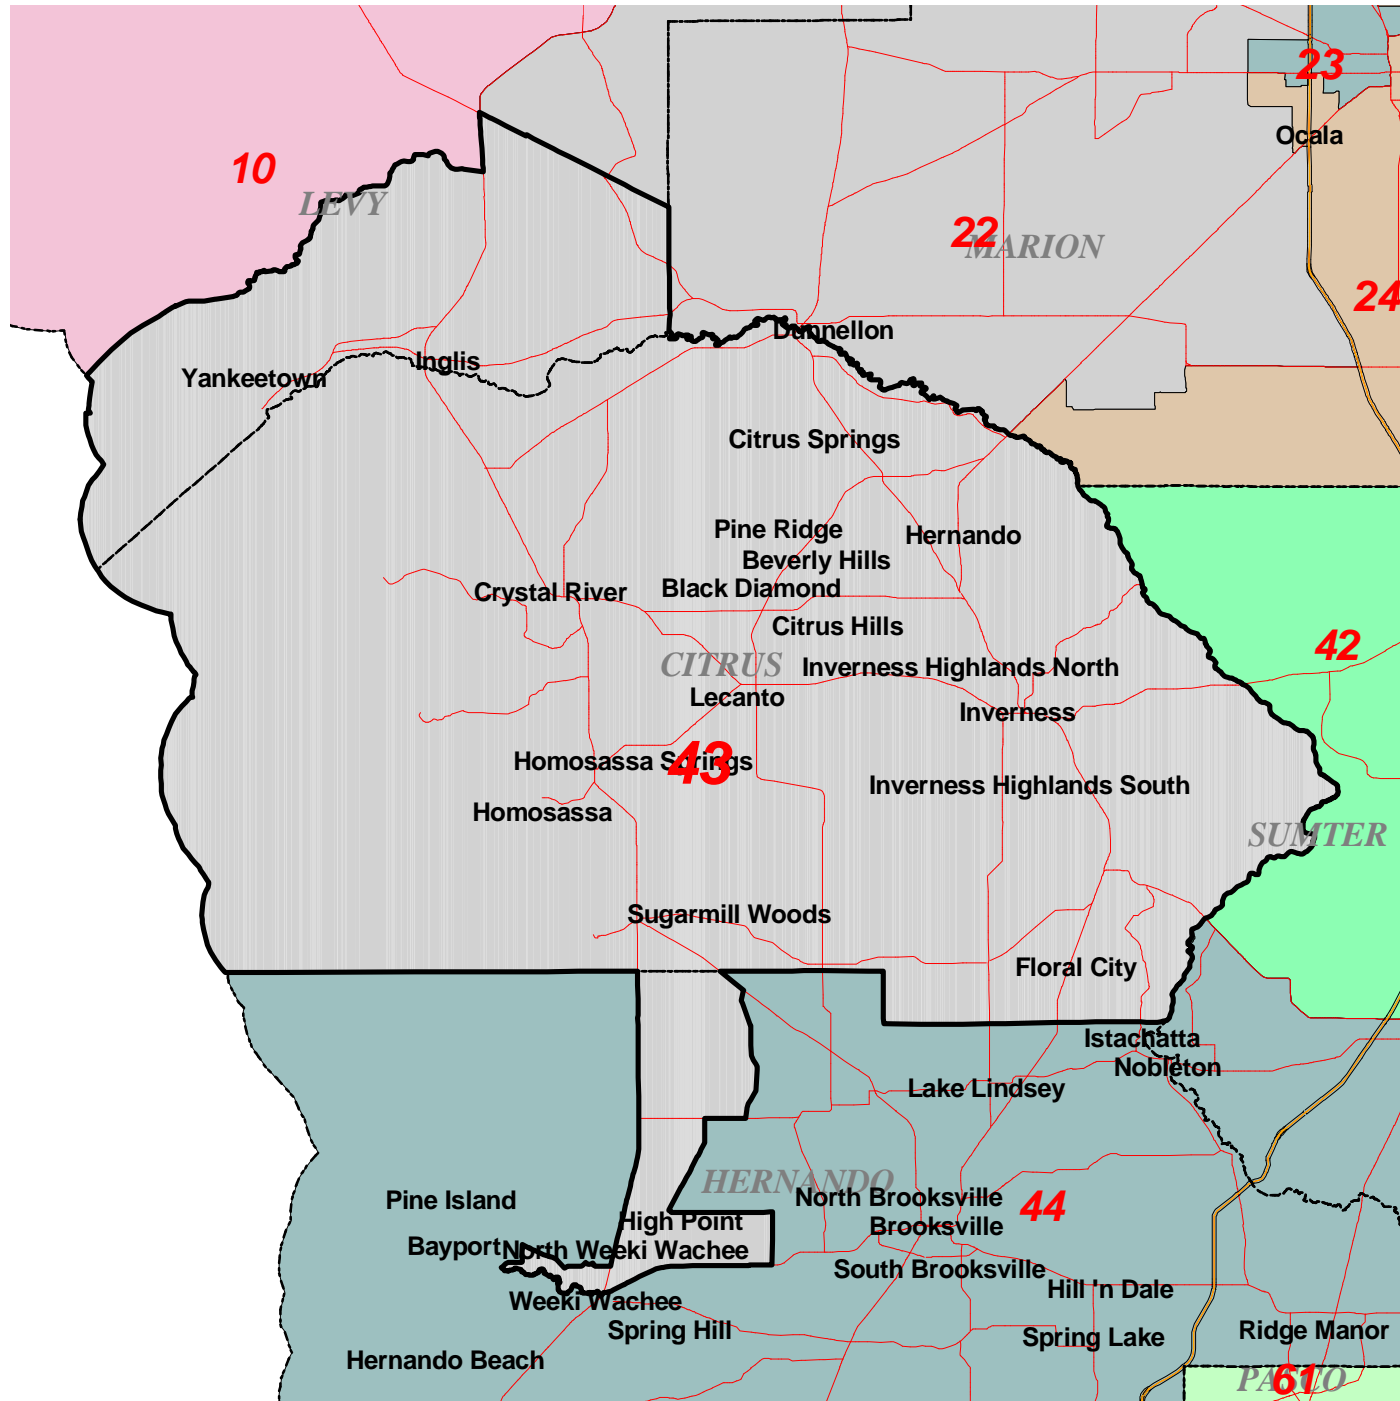 23
Ocala
10
LEVY
22
MARION
24
Dunnellon
Inglis
Yankeetown
Citrus Springs
Pine Ridge
Hernando
Beverly Hills
Black Diamond
Crystal River
Citrus Hills
42
CITRUS
Inverness Highlands North
Lecanto
Inverness
Homosassa Springs
43
Inverness Highlands South
Homosassa
SUMTER
Sugarmill Woods
Floral City
Istachatta
Nobleton
Lake Lindsey
HERNANDO
Pine Island
North Brooksville
44
High Point
Brooksville
Bayport
North Weeki Wachee
South Brooksville
Hill 'n Dale
Weeki Wachee
Spring Hill
Spring Lake
Ridge Manor
Hernando Beach
PASCO
61